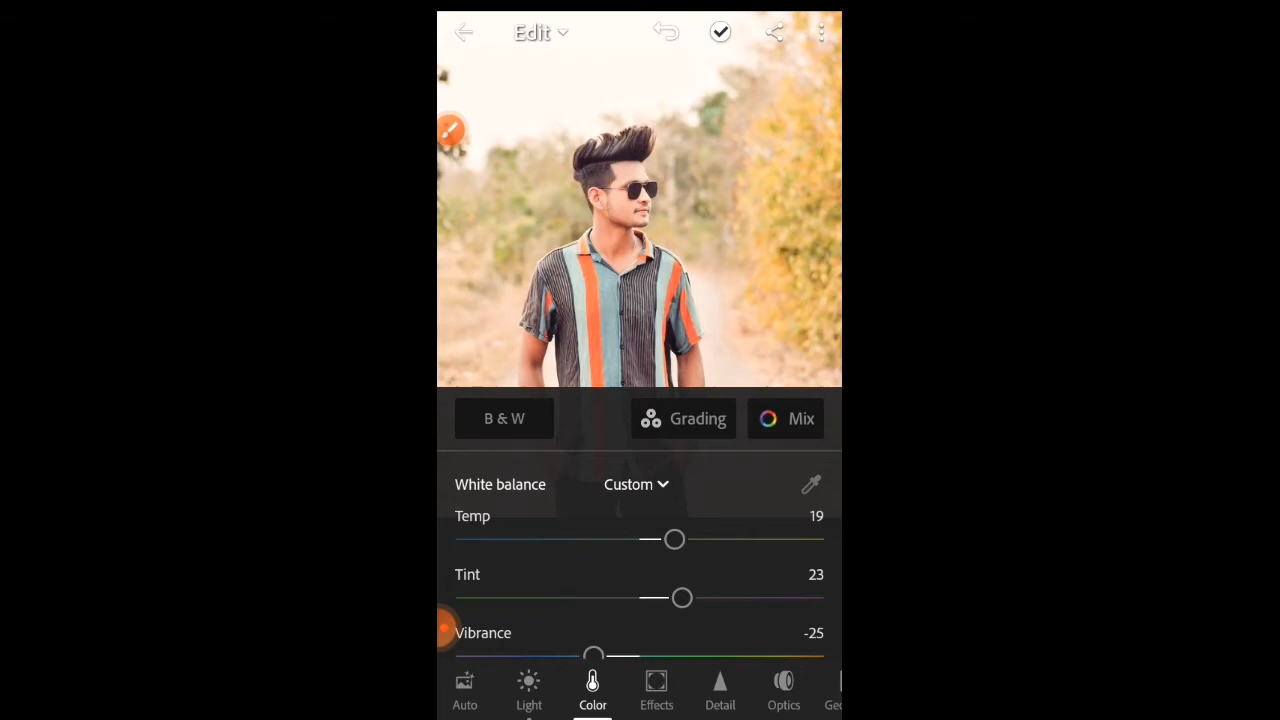 Edit
B & W
Grading
Mix
White balance
Custom
Temp
19
Tint
23
Vibrance
-25
Auto
Light
Color
Effects
Detail
Optics